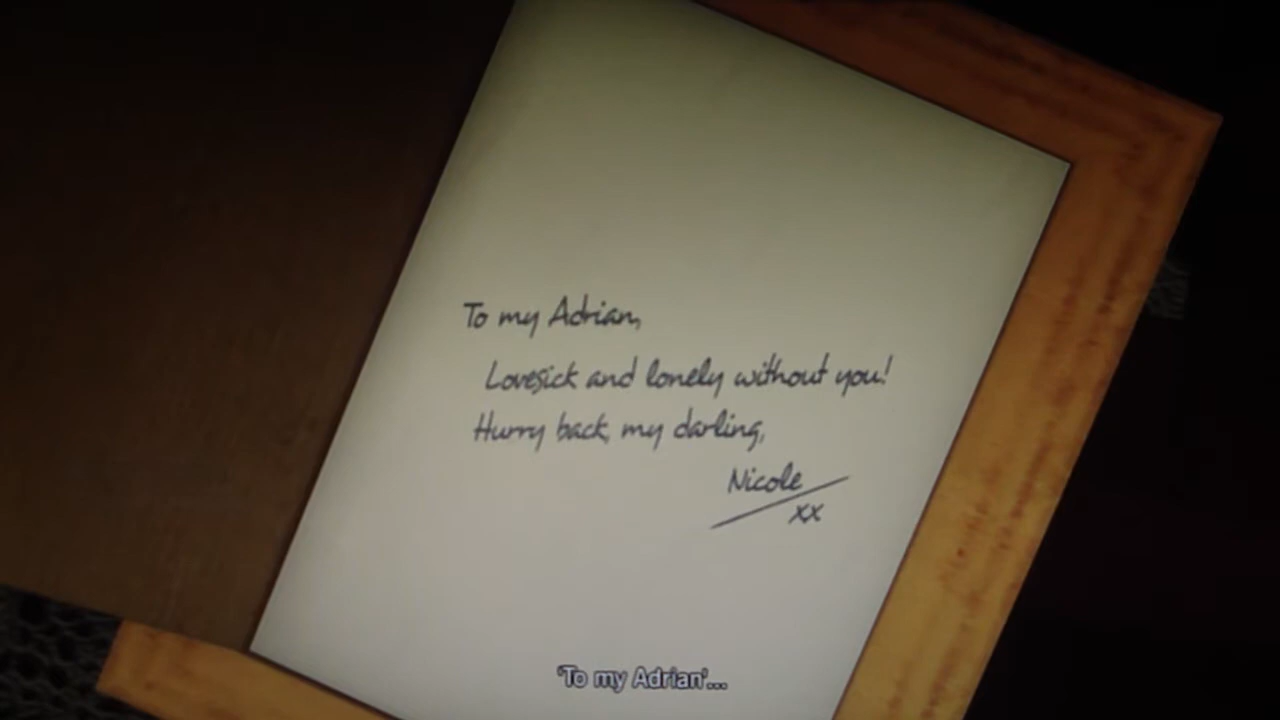 To my Adrian,
Lovesick and lonely without you!
Hurry back, my darling,
Nicole
xx
'To my Adrian'...